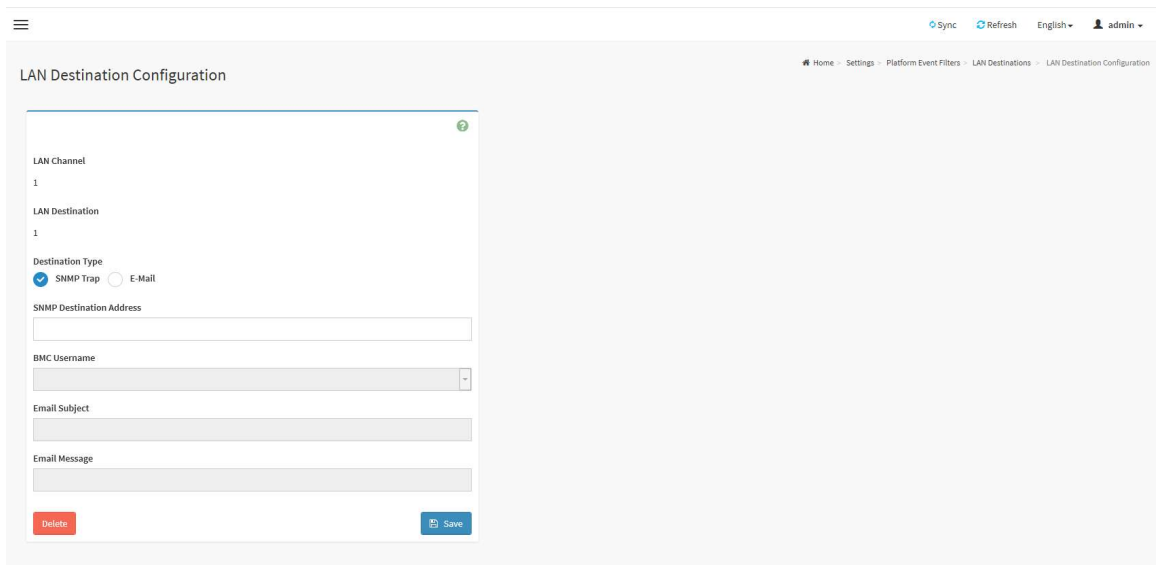 Sync Refresh English admin
LAN Destination Configuration
Home > Settings > Platform Event Filters > LAN Destinations > LAN Destination Configuration
LAN Channel
1
LAN Destination
1
Destination Type
SNMP Trap E-Mail
SNMP Destination Address
BMC Username
Email Subject
Email Message
Delete Save